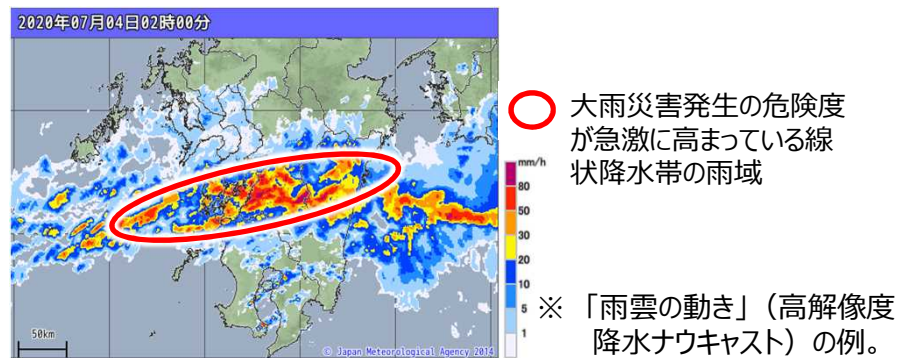 2020年07月04日02時00分
大雨災害発生の危険度
が急激に高まっている線
状降水帯の雨域
mm/h
80
50
30
20
10
5
1
※ 「雨雲の動き」（高解像度
降水ナウキャスト）の例。
50km
© Japan Meteorological Agency 2014